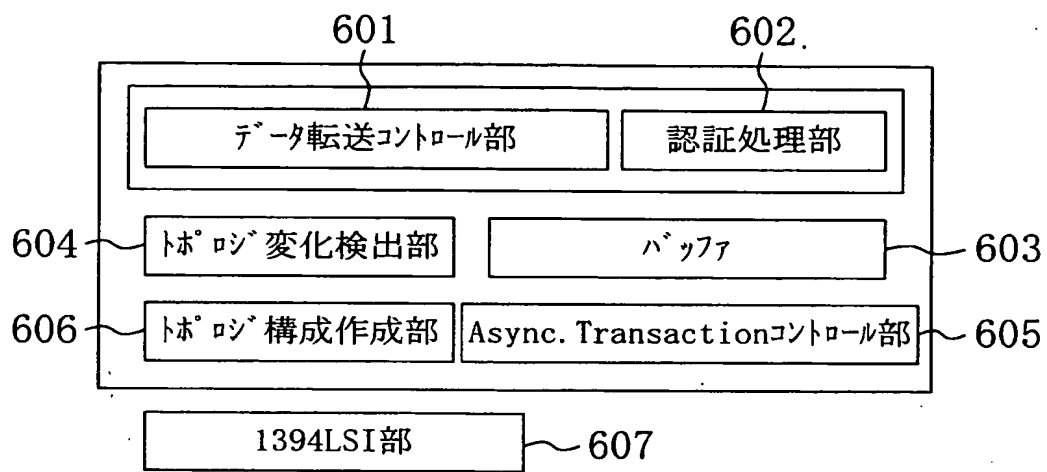 601 602.
ﾃﾞｰﾀ転送ｺﾝﾄﾛｰﾙ部 認証処理部
604 ﾄﾎﾟﾛｼﾞ変化検出部 ﾊﾞｯﾌｧ 603
606 ﾄﾎﾟﾛｼﾞ構成作成部 Async.Transactionｺﾝﾄﾛｰﾙ部 605
1394LSI部 607